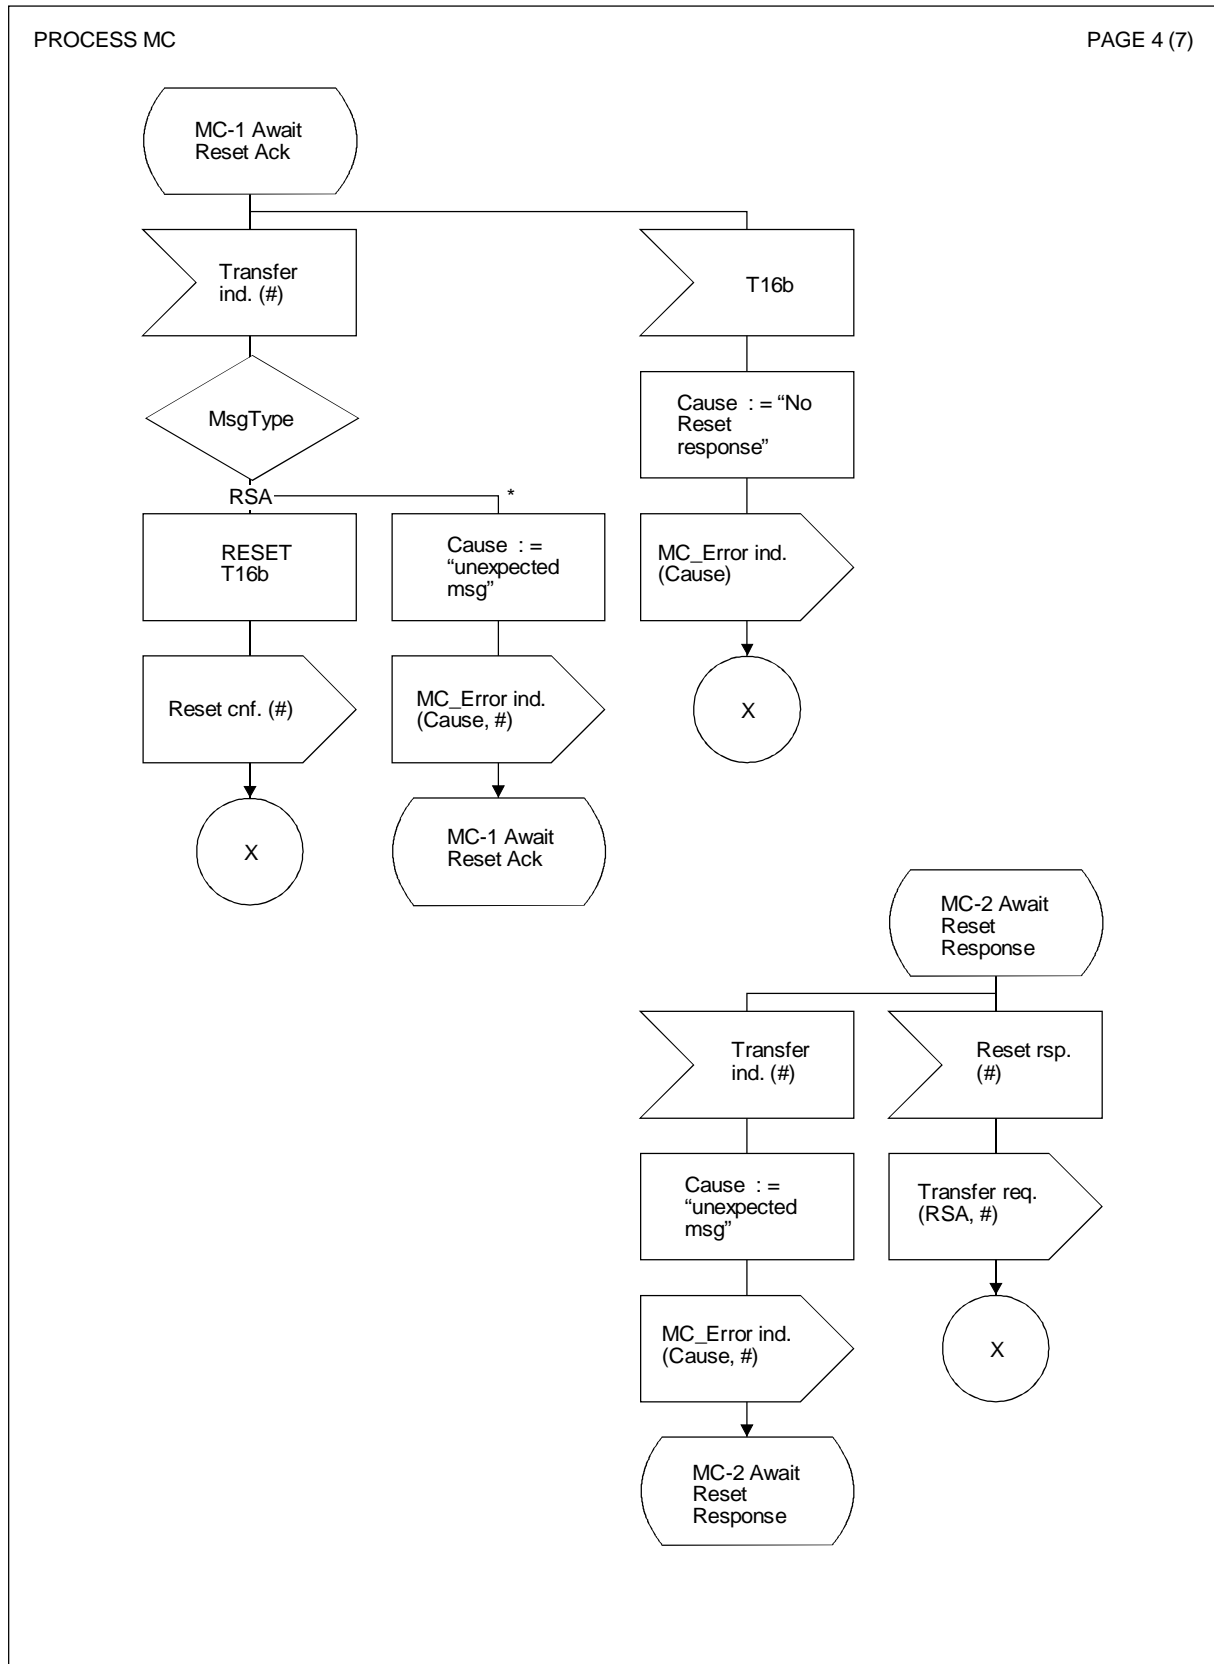 PROCESS MC
PAGE 4 (7)
MC-1 Await
Reset Ack
Transfer
ind. (#)
T16b
MsgType
Cause : = “No
Reset
response”
RSA
*
RESET
T16b
Cause : =
“unexpected
msg”
MC_Error ind.
(Cause)
Reset cnf. (#)
MC_Error ind.
(Cause, #)
X
X
MC-1 Await
Reset Ack
MC-2 Await
Reset
Response
Transfer
ind. (#)
Reset rsp.
(#)
Cause : =
“unexpected
msg”
Transfer req.
(RSA, #)
MC_Error ind.
(Cause, #)
X
MC-2 Await
Reset
Response